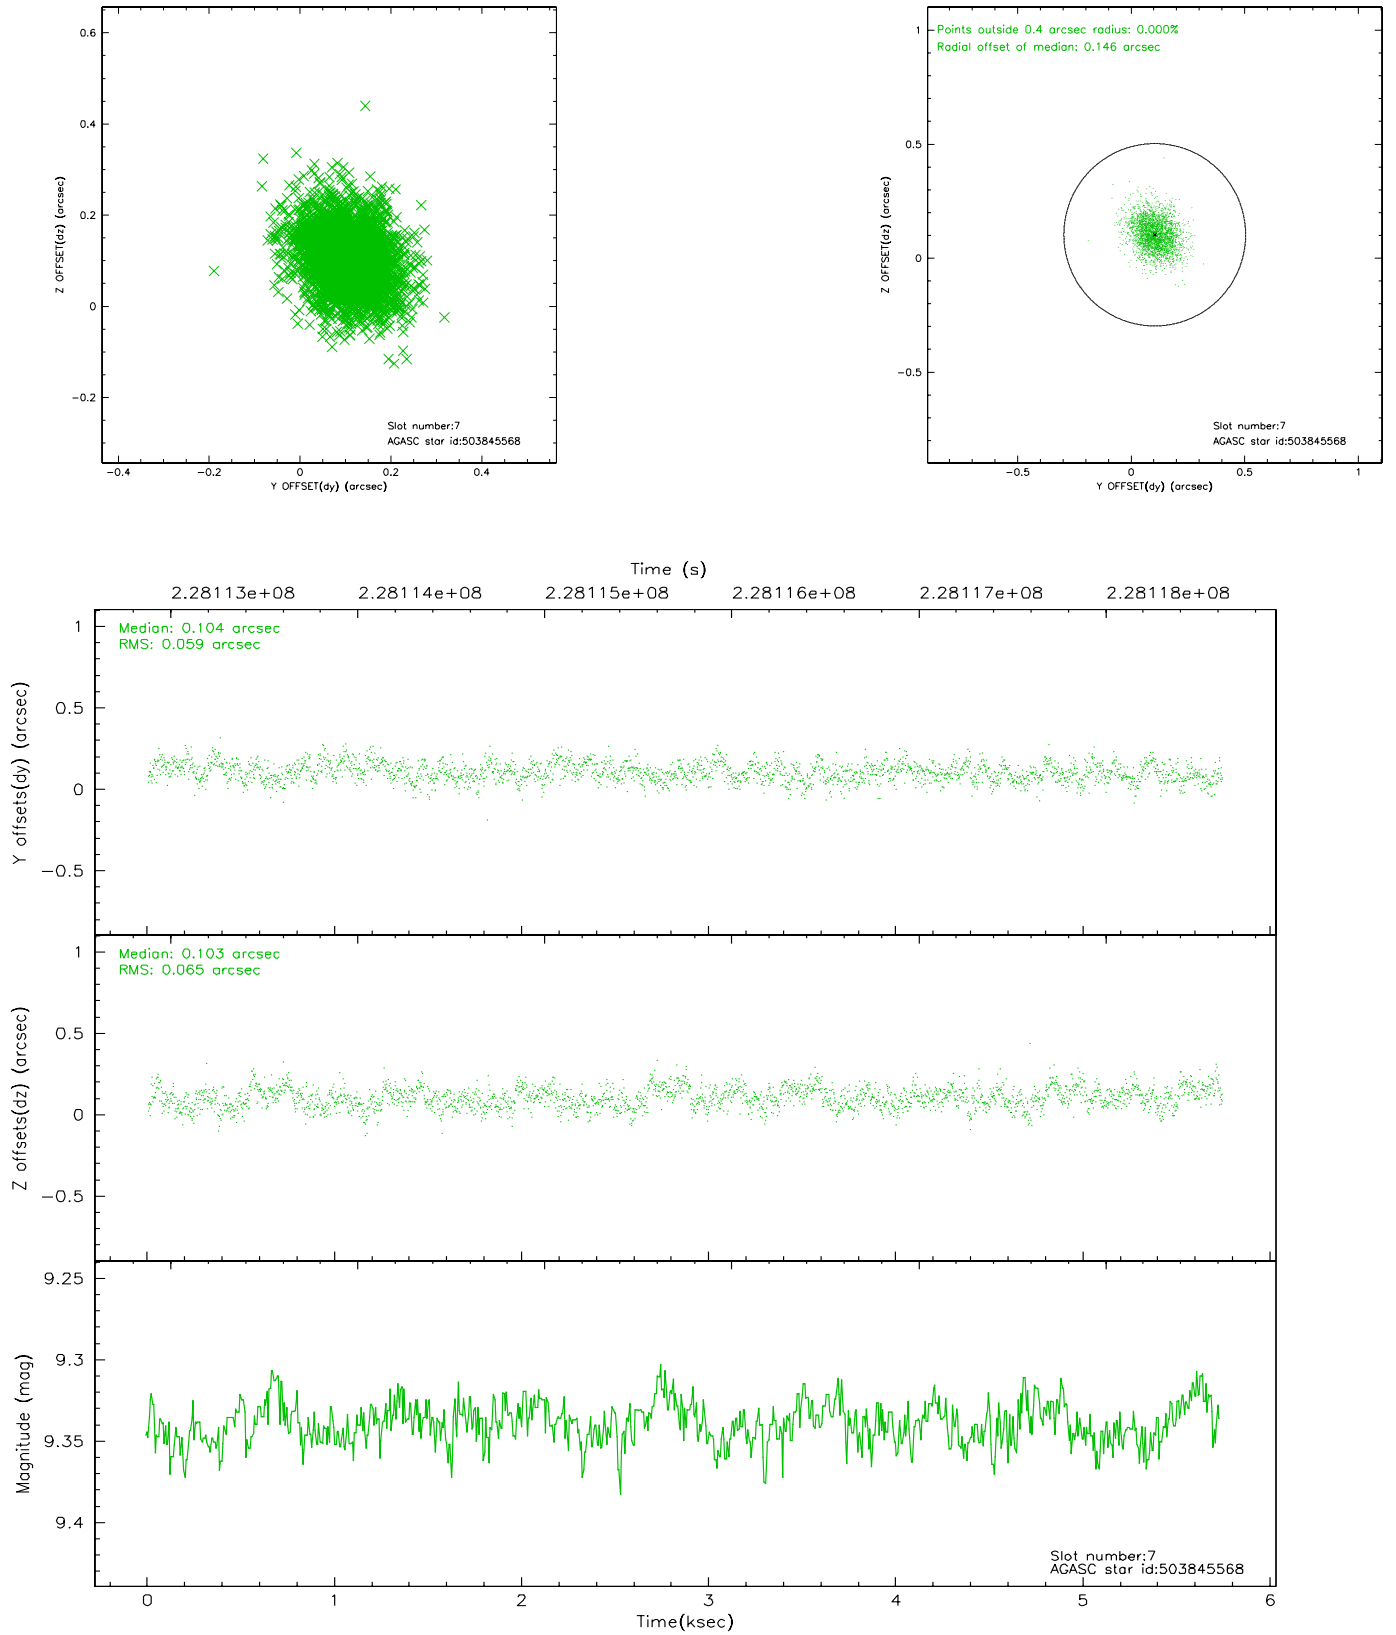 0.6
0.4
0.2
0
-0.2
-0.4
-0.2
0
0.2
0.4
Z OFFSET(dz) (arcsec)
Y OFFSET(dy) (arcsec)
Slot number:7
AGASC star id:503845568
Points outside 0.4 arcsec radius: 0.000%
Radial offset of median: 0.146 arcsec
1
0.5
0
-0.5
-0.5
0
0.5
1
Z OFFSET(dz) (arcsec)
Y OFFSET(dy) (arcsec)
Slot number:7
AGASC star id:503845568
Time (s)
2.28113e+08 2.28114e+08 2.28115e+08 2.28116e+08 2.28117e+08 2.28118e+08
Median: 0.104 arcsec
RMS: 0.059 arcsec
1
0.5
0
-0.5
Y offsets(dy) (arcsec)
Median: 0.103 arcsec
RMS: 0.065 arcsec
1
0.5
0
-0.5
Z offsets(dz) (arcsec)
9.25
9.3
9.35
9.4
Magnitude (mag)
Slot number:7
AGASC star id:503845568
0 1 2 3 4 5 6
Time(ksec)